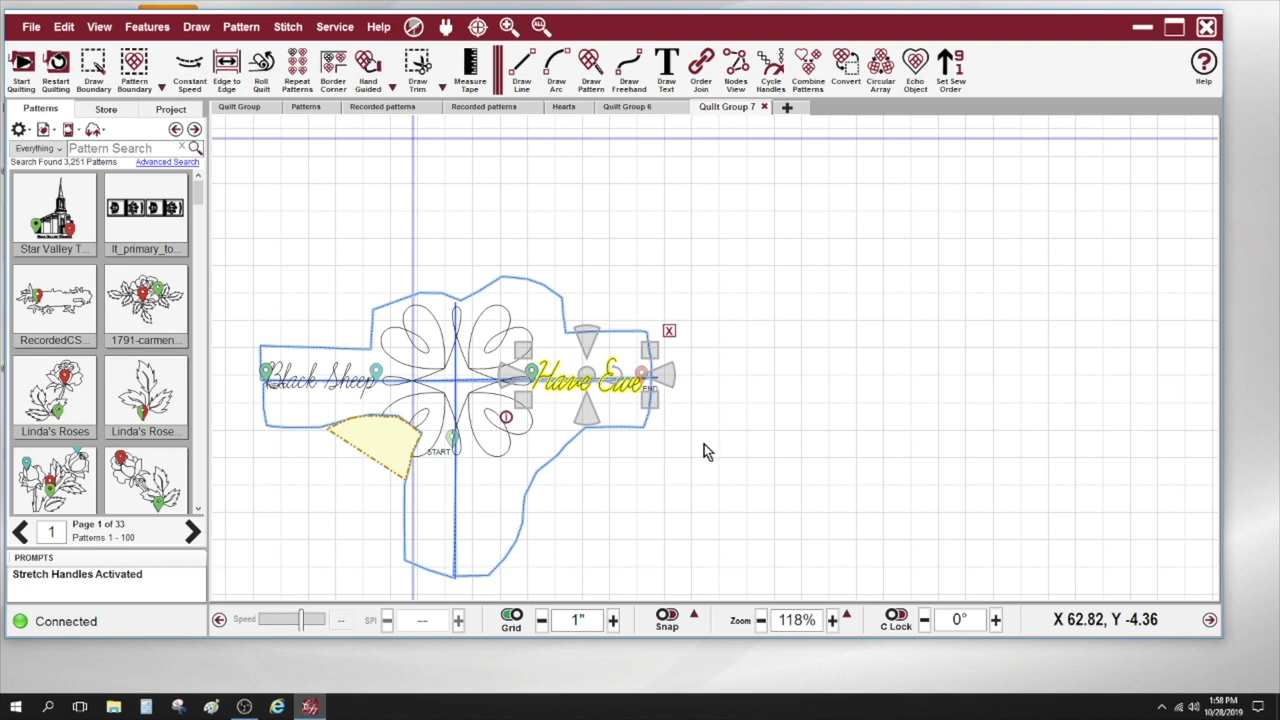 File Edit View Features Draw Pattern Stitch Service Help ALL
Start Quilting Restart Quilting Draw Boundary Pattern Boundary Constant Speed Edge to Edge Roll Quilt Repeat Patterns Border Corner Hand Guided Draw Trim Measure Tape Draw Line Draw Arc Draw Pattern Draw Freehand Draw Text Order Join Nodes View Cycle Handles Combine Patterns Convert Circular Array Echo Object Set Sew Order Help
Patterns Store Project
Quilt Group Patterns Recorded patterns Recorded patterns Hearts Quilt Group 6 Quilt Group 7
Everything Pattern Search X
Search Found 3,251 Patterns Advanced Search
Star Valley T... lt_primary_to...
RecordedCS... 1791-carmen...
Linda's Roses Linda's Rose...
1 Page 1 of 33
Patterns 1 - 100
PROMPTS
Stretch Handles Activated
Connected
X
Black Sheep Have Ewe
END
START
Speed -- SPI -- Grid 1" Snap Zoom 118% C Lock 0° X 62.82, Y -4.36
1:58 PM
10/28/2019